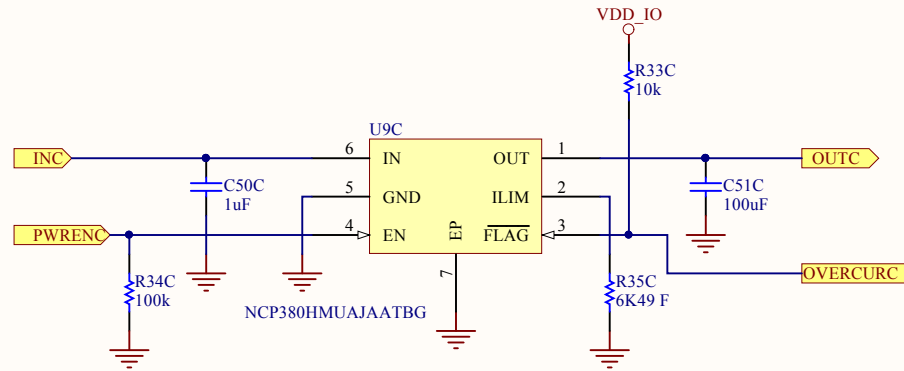 VDD_IO
R33C
10k
U9C
INC
6
IN
OUT
1
OUTC
C50C
1uF
5
GND
ILIM
2
C51C
100uF
PWRENC
4
EN
EP
FLAG
3
7
OVERCURC
R34C
100k
R35C
6K49 F
NCP380HMUAJAATBG